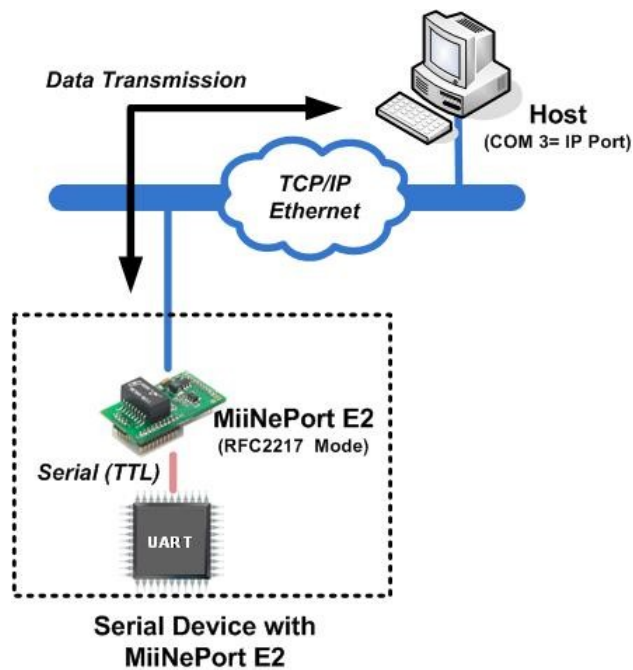 Data Transmission
Host
(COM 3= IP Port)
TCP/IP
Ethernet
MiiNePort E2
(RFC2217 Mode)
Serial (TTL)
UART
Serial Device with
MiiNePort E2